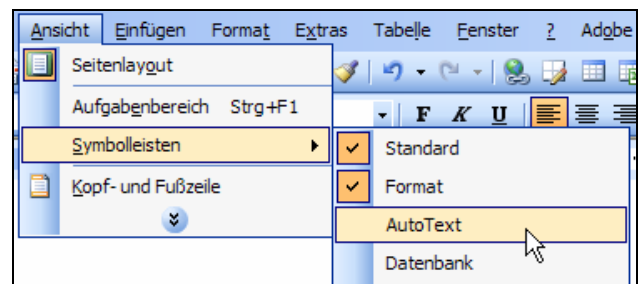 Ansicht Einfügen Format Extras Tabelle Fenster ? Adobe
Seitenlayout
Aufgabenbereich Strg+F1
F K U
Symbolleisten
Standard
Kopf- und Fußzeile
Format
AutoText
Datenbank